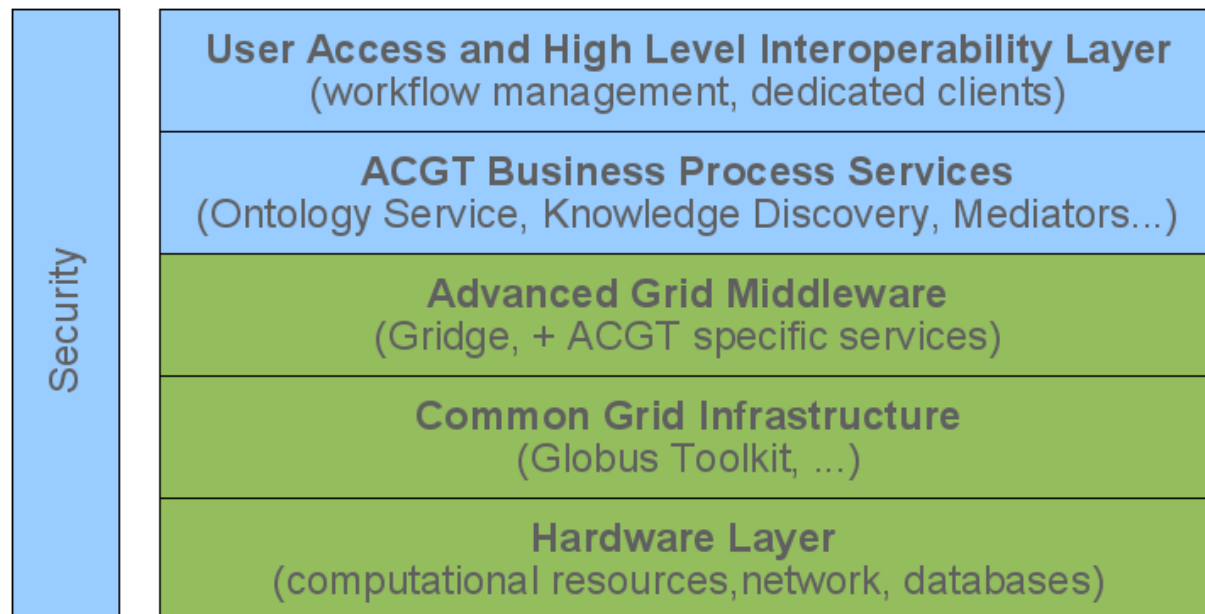 Security
User Access and High Level Interoperability Layer
(workflow management, dedicated clients)
ACGT Business Process Services
(Ontology Service, Knowledge Discovery, Mediators...)
Advanced Grid Middleware
(Gridge, + ACGT specific services)
Common Grid Infrastructure
(Globus Toolkit, ...)
Hardware Layer
(computational resources,network, databases)